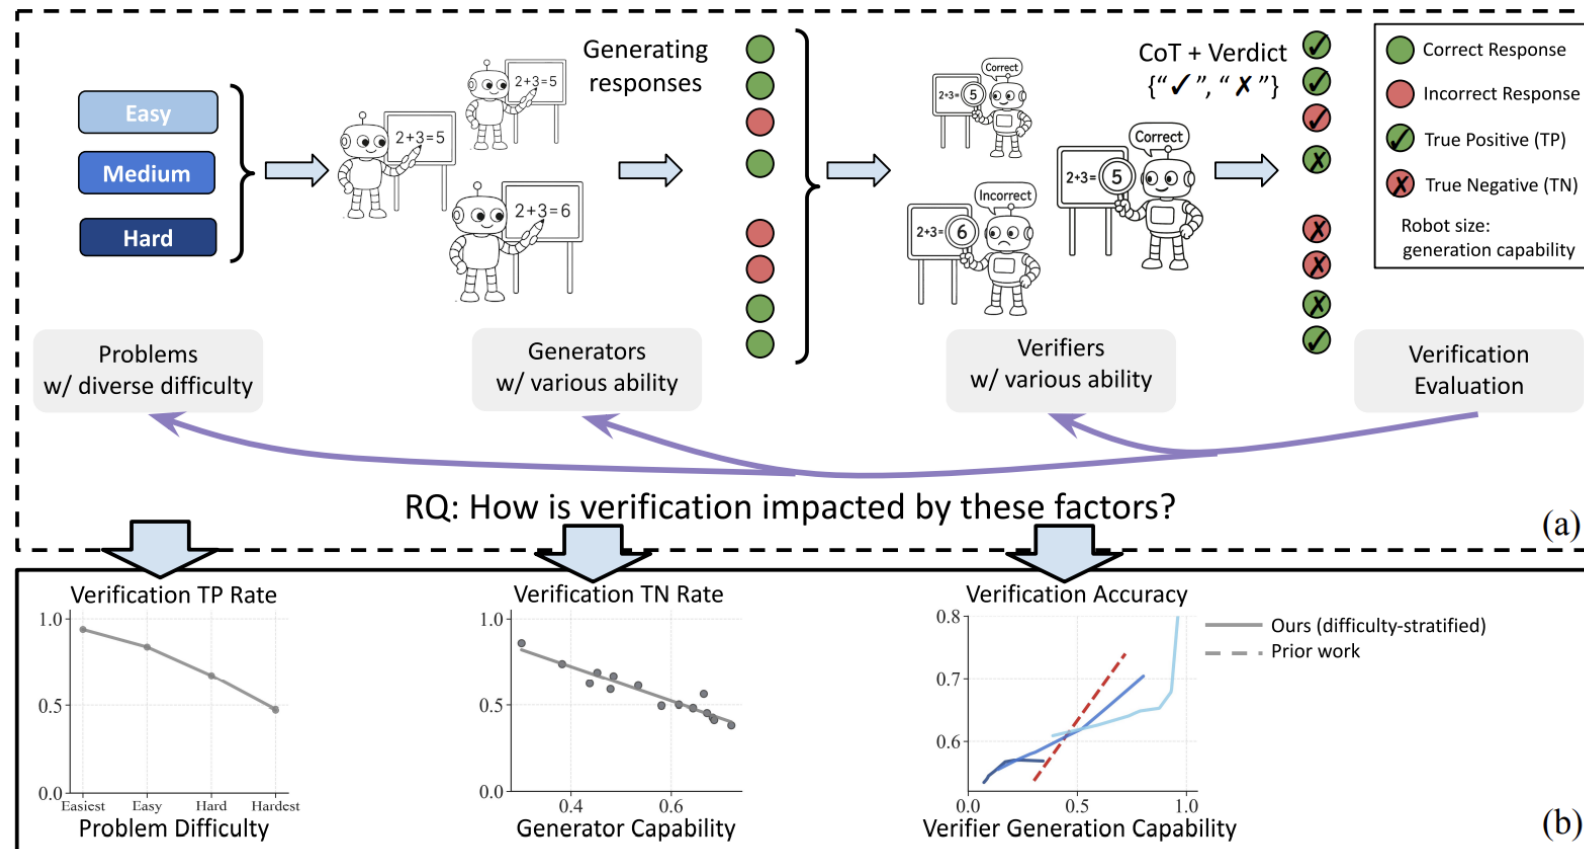 Easy
Medium
Hard
2+3=5
2+3=5
2+3=6
Generating
responses
Correct
2+3=
5
Correct
2+3=
5
Incorrect
2+3=
6
CoT + Verdict
{“✓”, “✗”}
Correct Response
Incorrect Response
True Positive (TP)
True Negative (TN)
Robot size:
generation capability
Problems
w/ diverse difficulty
Generators
w/ various ability
Verifiers
w/ various ability
Verification
Evaluation
RQ: How is verification impacted by these factors?
(a)
Verification TP Rate
1.0
0.5
0.0
Easiest
Easy
Hard
Hardest
Problem Difficulty
Verification TN Rate
1.0
0.5
0.0
0.4
0.6
Generator Capability
Verification Accuracy
0.8
0.7
0.6
0.0
0.5
1.0
Verifier Generation Capability
Ours (difficulty-stratified)
Prior work
(b)